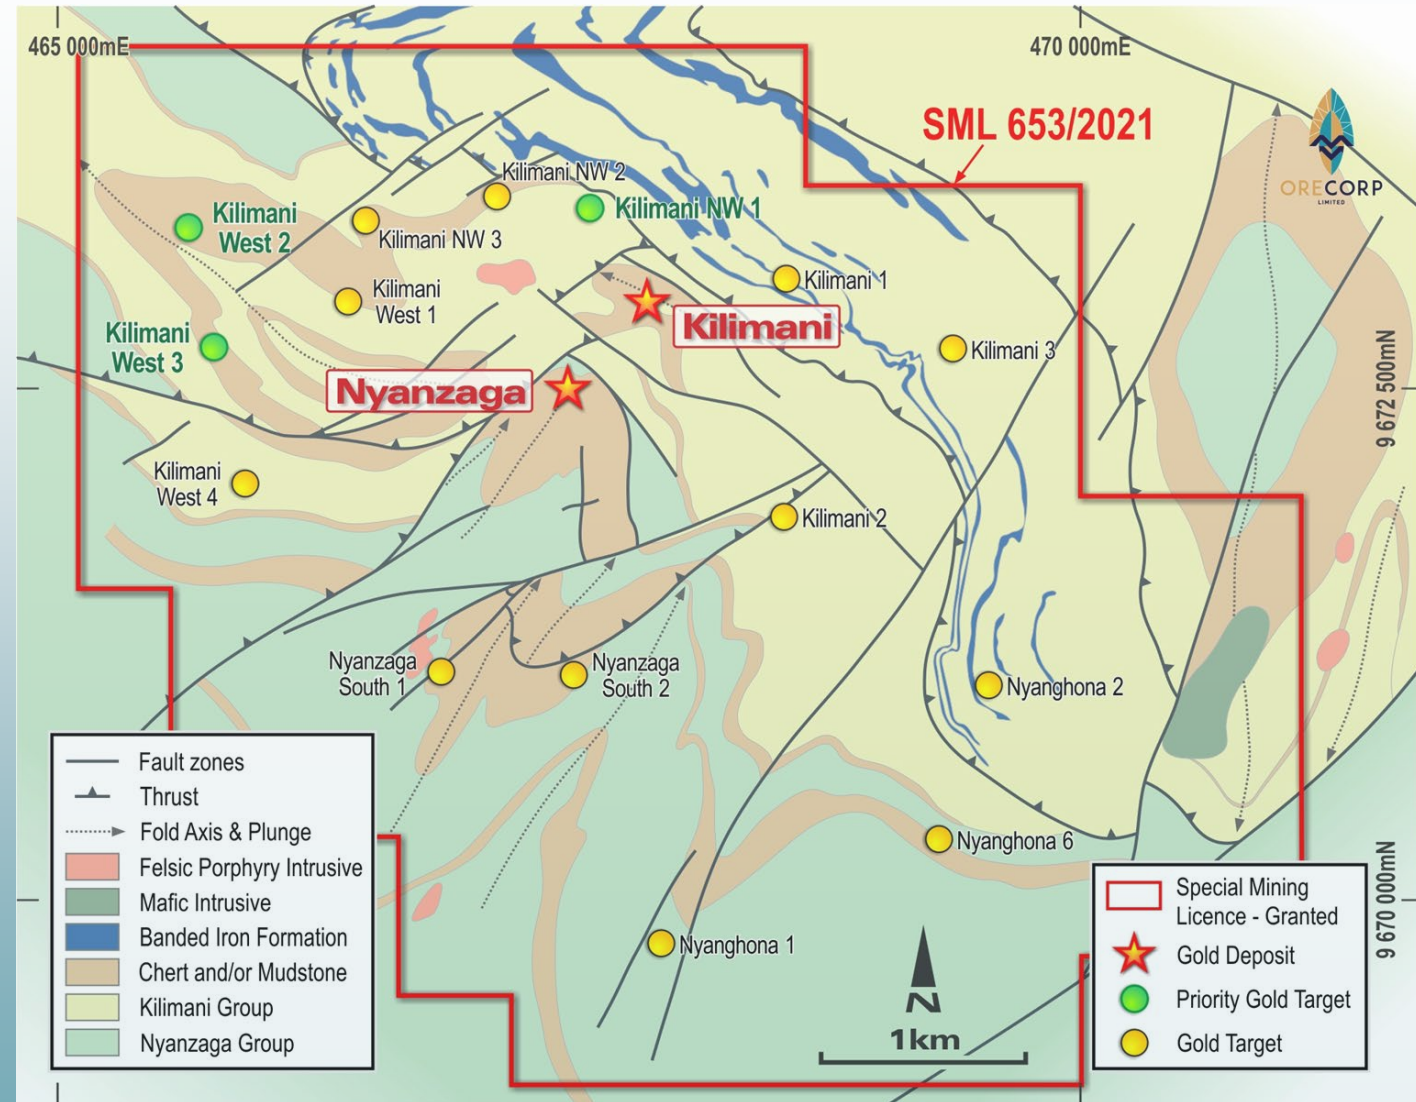 465 000mE
470 000mE
SML 653/2021
ORECORP
LIMITED
Kilimani NW 2
Kilimani
West 2
Kilimani NW 1
Kilimani NW 3
Kilimani 1
Kilimani
West 1
Kilimani
Kilimani
West 3
Kilimani 3
Nyanzaga
9 672 500mN
Kilimani
West 4
Kilimani 2
Nyanzaga
South 1
Nyanzaga
South 2
Nyanghona 2
Nyanghona 6
Nyanghona 1
9 670 000mN
Fault zones
Thrust
Fold Axis & Plunge
Felsic Porphyry Intrusive
Mafic Intrusive
Banded Iron Formation
Chert and/or Mudstone
Kilimani Group
Nyanzaga Group
N
1km
Special Mining
Licence - Granted
Gold Deposit
Priority Gold Target
Gold Target